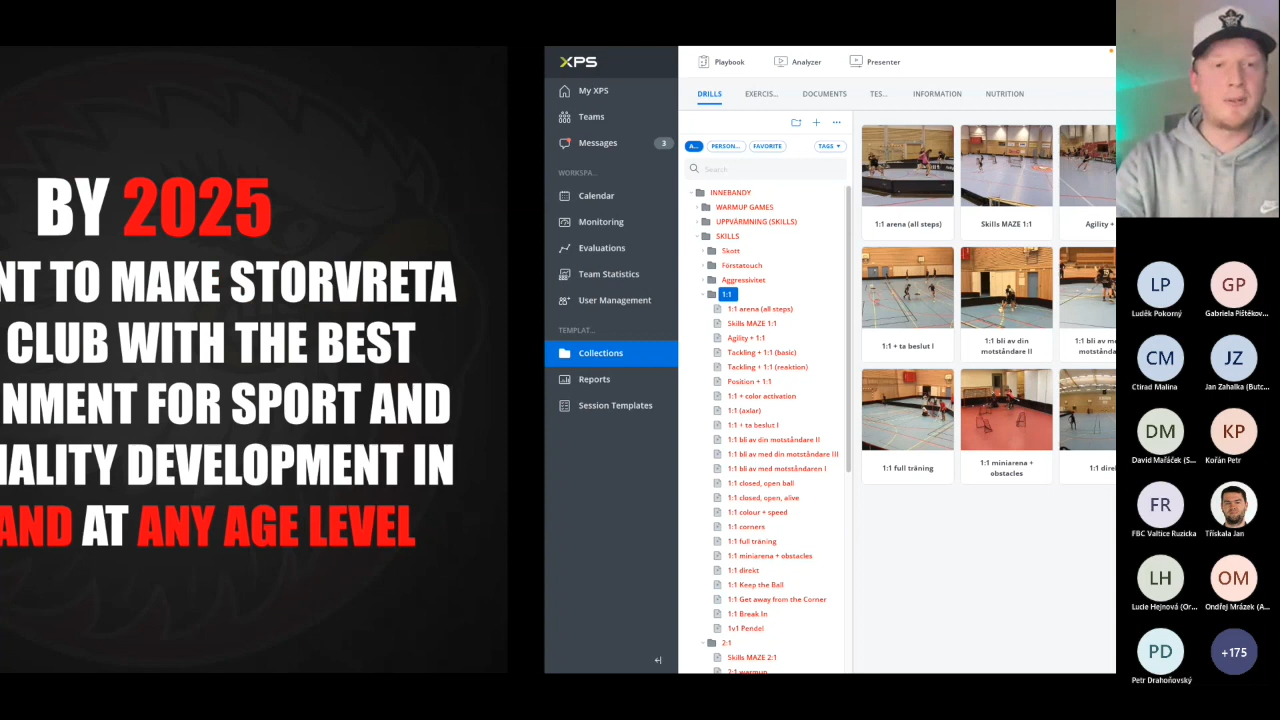 BY 2025
TO MAKE STORVRETA
CLUB WITH THE BEST
NMENT FOR SPORT AND
ALITY DEVELOPMENT IN
AND AT ANY AGE LEVEL
XPS
My XPS
Teams
Messages 3
WORKSPA...
Calendar
Monitoring
Evaluations
Team Statistics
User Management
TEMPLAT...
Collections
Reports
Session Templates
Playbook Analyzer Presenter
DRILLS EXERCIS... DOCUMENTS TES... INFORMATION NUTRITION
A... PERSON... FAVORITE TAGS
Search
INNEBANDY
WARMUP GAMES
UPPVÄRMNING (SKILLS)
SKILLS
Skott
Förstatouch
Aggressivitet
1:1
1:1 arena (all steps)
Skills MAZE 1:1
Agility + 1:1
Tackling + 1:1 (basic)
Tackling + 1:1 (reaktion)
Position + 1:1
1:1 + color activation
1:1 (axlar)
1:1 + ta beslut I
1:1 bli av din motståndare II
1:1 bli av med din motståndare III
1:1 bli av med motståndaren I
1:1 closed, open ball
1:1 closed, open, alive
1:1 colour + speed
1:1 corners
1:1 full träning
1:1 miniarena + obstacles
1:1 direkt
1:1 Keep the Ball
1:1 Get away from the Corner
1:1 Break In
1v1 Pendel
2:1
Skills MAZE 2:1
2:1 warmup
1:1 arena (all steps) Skills MAZE 1:1 Agility +
1:1 + ta beslut I
1:1 bli av din
motståndare II
1:1 bli av me
motstånda
1:1 full träning
1:1 miniarena +
obstacles
1:1 dire
LP GP
Luděk Pokorný Gabriela Pištěkov...
CM JZ
Ctirad Malina Jan Zahalka (Butc...
DM KP
David Mařáček (S... Kořán Petr
FR
FBC Valtice Ruzicka Třískala Jan
LH OM
Lucie Hejnová (Or... Ondřej Mrázek (A...
PD +175
Petr Drahoňovský